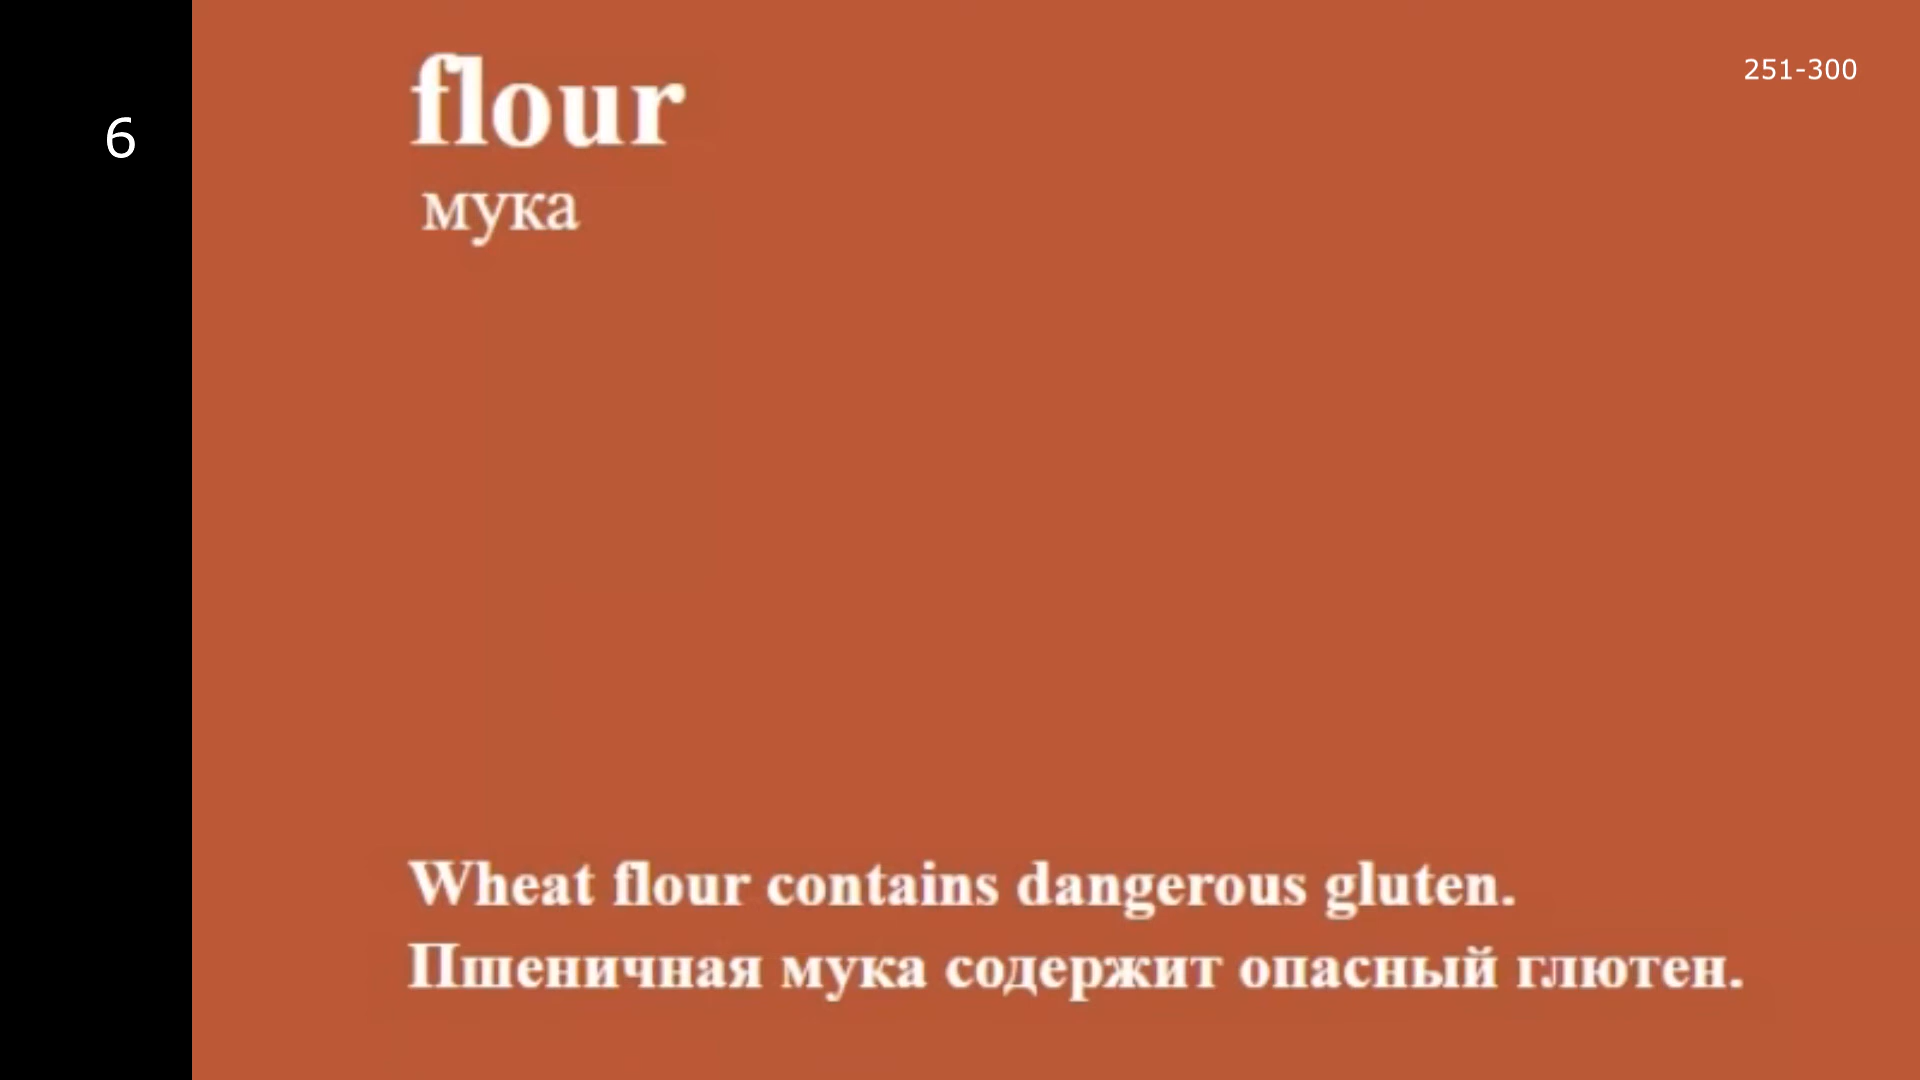 6
flour
251-300
мука
Wheat flour contains dangerous gluten.
Пшеничная мука содержит опасный глютен.